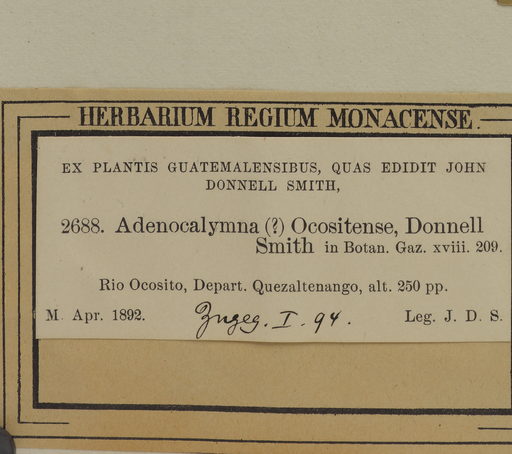 HERBARIUM REGIUM MONACENSE.
EX PLANTIS GUATEMALENSIBUS, QUAS EDIDIT JOHN
DONNELL SMITH,
2688. Adenocalymna (?) Ocositense, Donnell
Smith in Botan. Gaz. xviii. 209.
Rio Ocosito, Depart. Quezaltenango, alt. 250 pp.
M. Apr. 1892. Zugeg. I. 94. Leg. J. D. S.